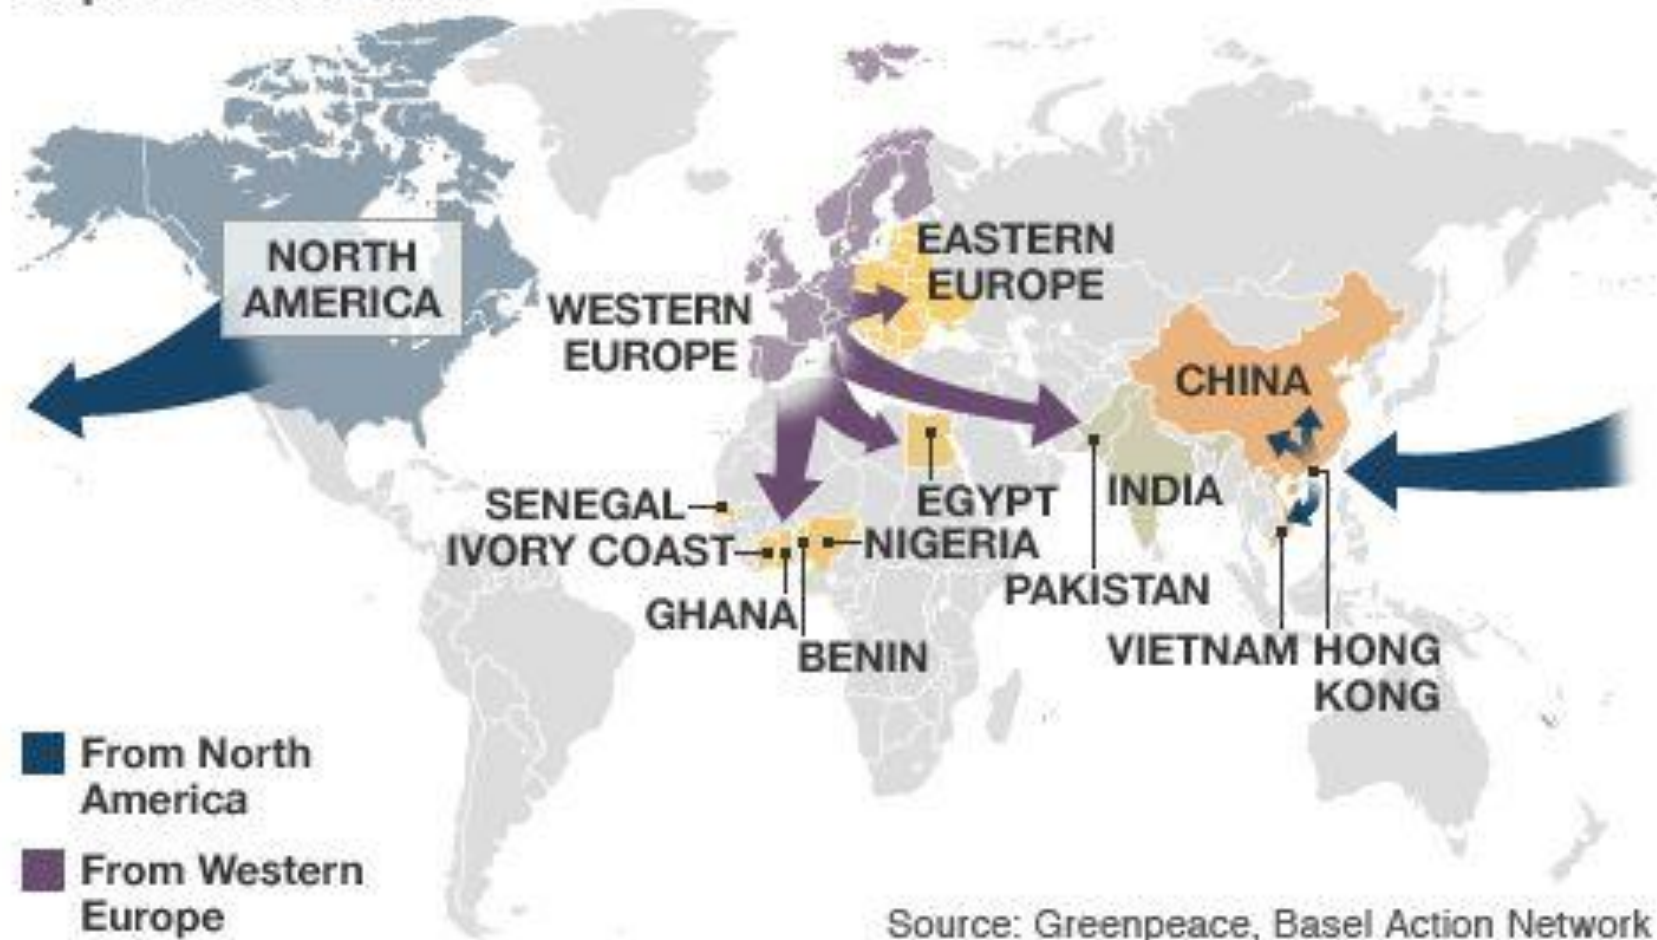 NORTH
AMERICA
WESTERN
EUROPE
EASTERN
EUROPE
CHINA
SENEGAL
IVORY COAST
GHANA
BENIN
EGYPT
NIGERIA
INDIA
PAKISTAN
VIETNAM
HONG
KONG
From North
America
From Western
Europe
Source: Greenpeace, Basel Action Network